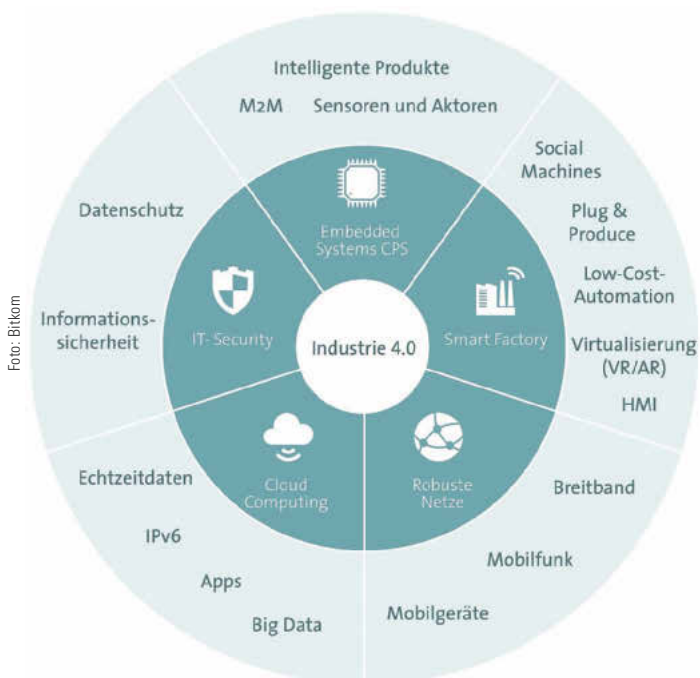 Intelligente Produkte
M2M Sensoren und Aktoren
Social
Machines
Plug &
Produce
Low-Cost-
Automation
Virtualisierung
(VR/AR)
HMI
Breitband
Mobilfunk
Mobilgeräte
Big Data
Apps
IPv6
Echtzeitdaten
Informations-
sicherheit
Datenschutz
Embedded
Systems CPS
Smart Factory
Robuste
Netze
Cloud
Computing
IT- Security
Industrie 4.0
Foto: Bitkom